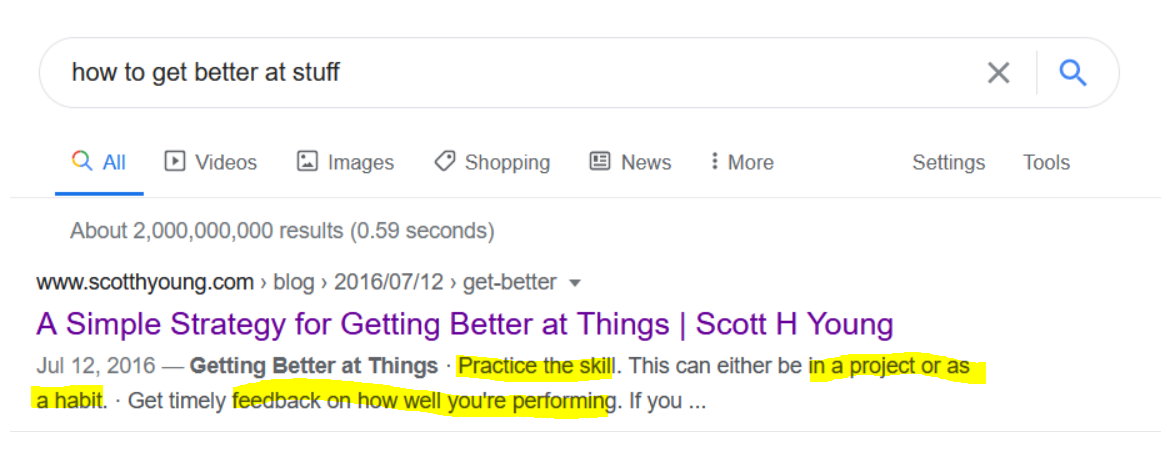 how to get better at stuff
All Videos Images Shopping News More Settings Tools
About 2,000,000,000 results (0.59 seconds)
www.scotthyoung.com › blog › 2016/07/12 › get-better
A Simple Strategy for Getting Better at Things | Scott H Young
Jul 12, 2016 — Getting Better at Things · Practice the skill. This can either be in a project or as
a habit. · Get timely feedback on how well you're performing. If you ...